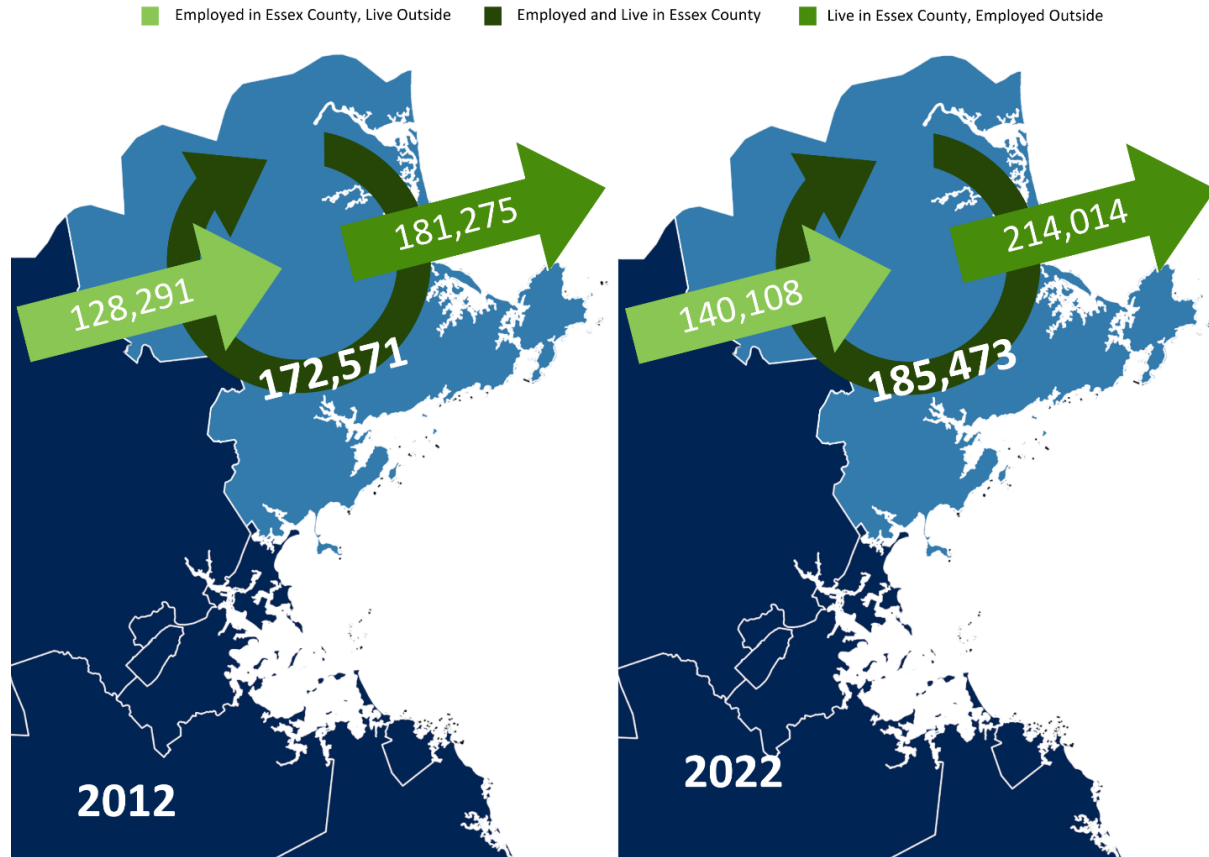 Employed in Essex County, Live Outside
Employed and Live in Essex County
Live in Essex County, Employed Outside
181,275
128,291
172,571
2012
214,014
140,108
185,473
2022